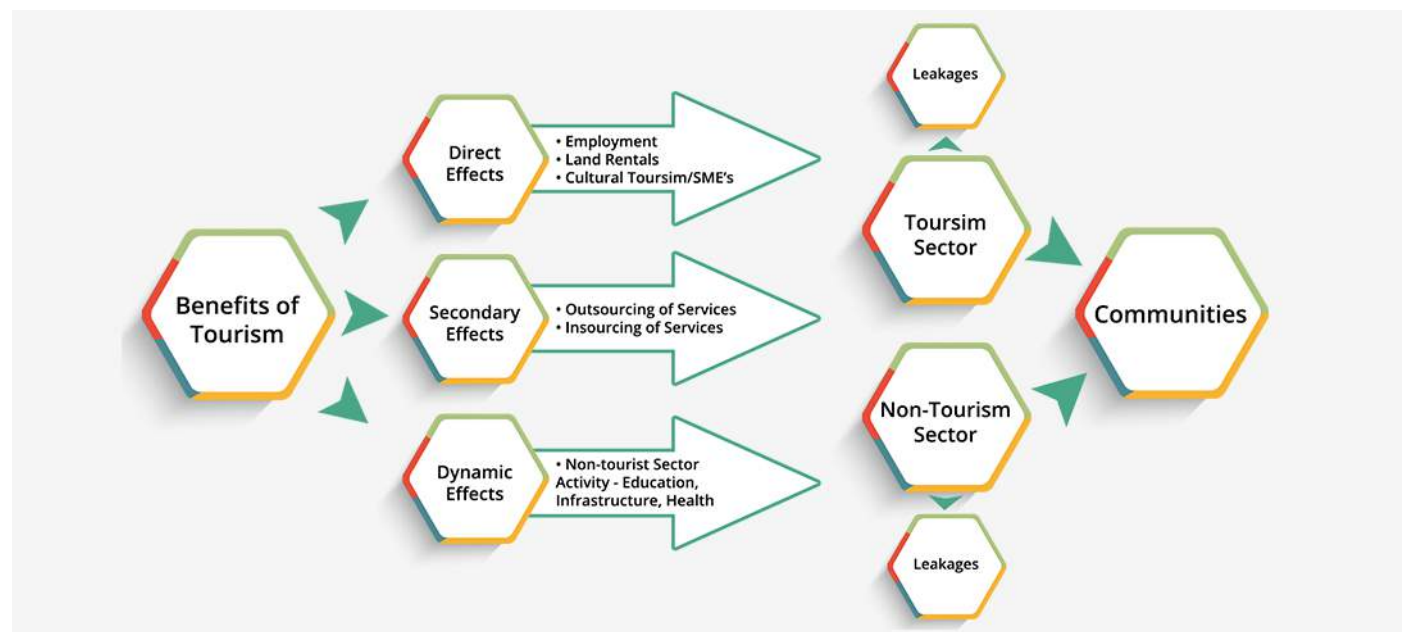 Benefits of
Tourism
Direct
Effects
• Employment
• Land Rentals
• Cultural Toursim/SME's
Secondary
Effects
• Outsourcing of Services
• Insourcing of Services
Dynamic
Effects
• Non-tourist Sector
Activity - Education,
Infrastructure, Health
Leakages
Toursim
Sector
Non-Tourism
Sector
Leakages
Communities